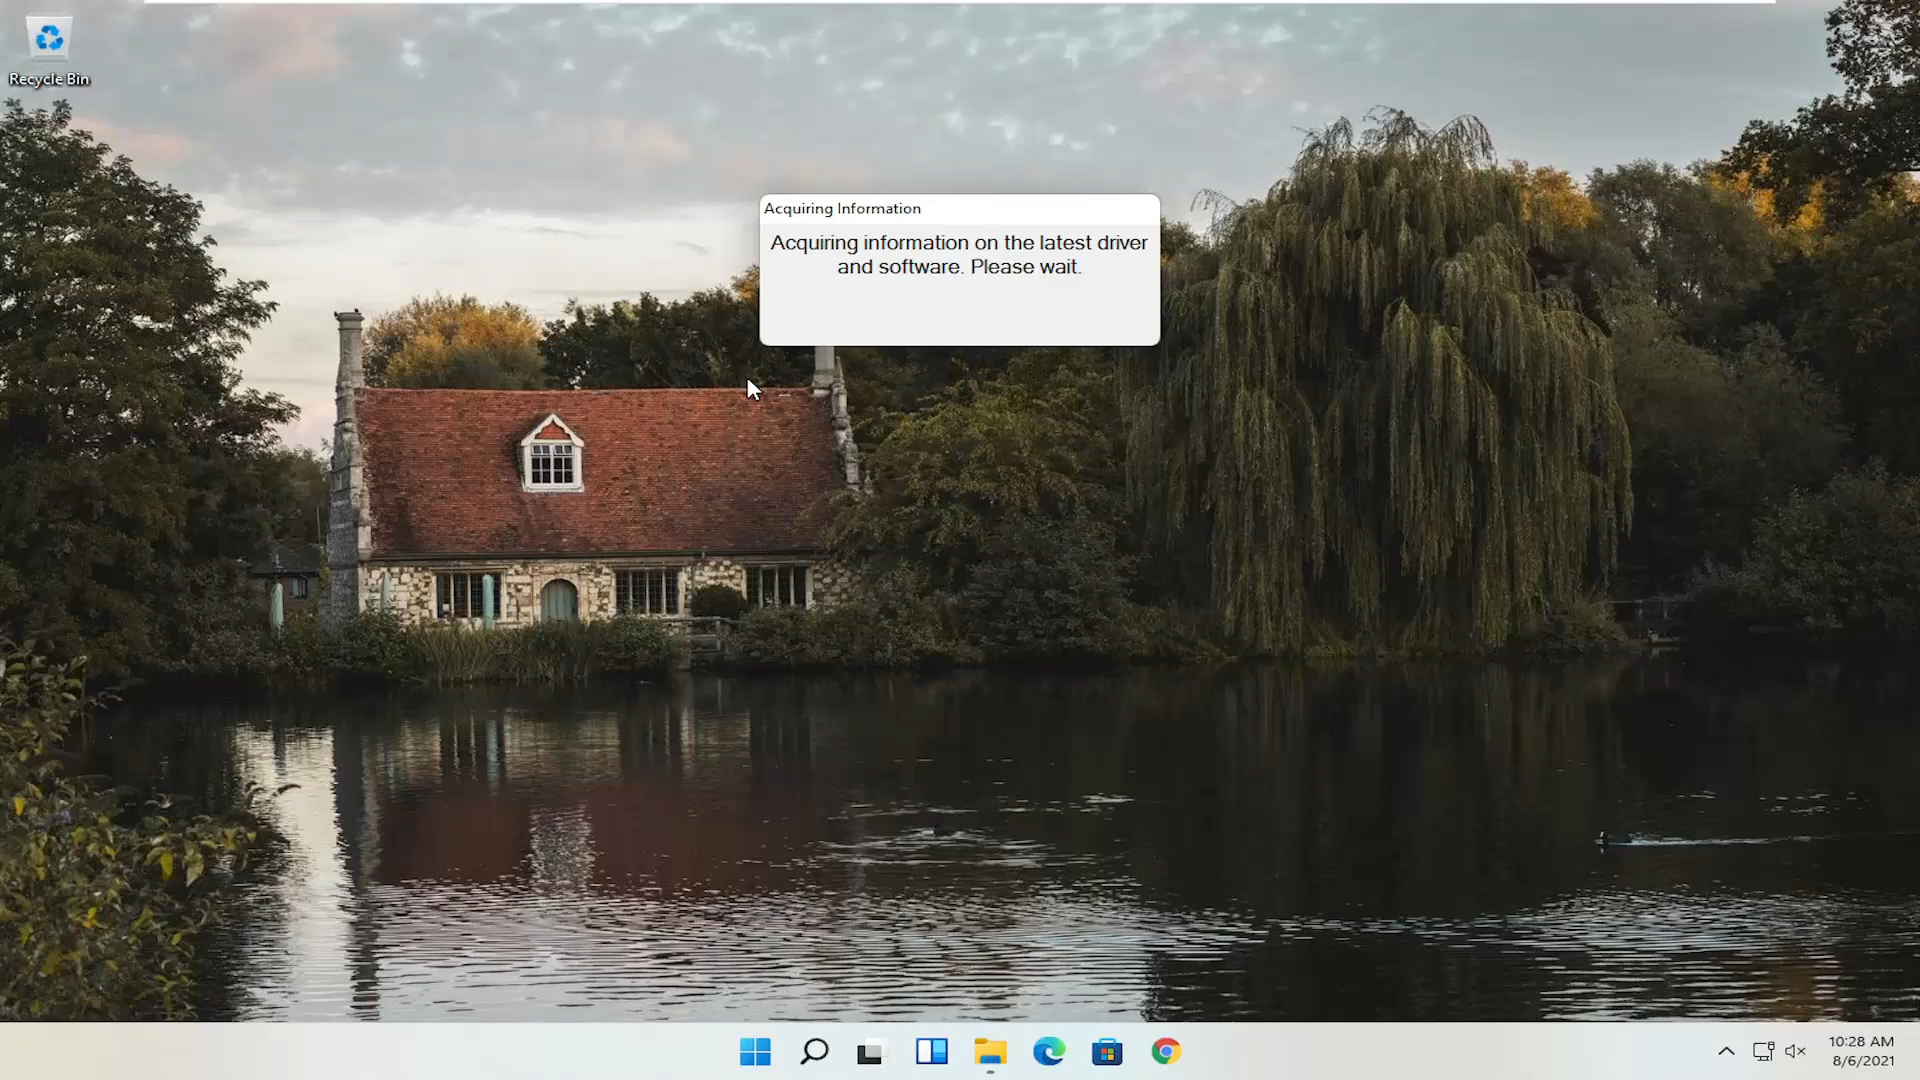 Recycle Bin
Acquiring Information
Acquiring information on the latest driver
and software. Please wait.
10:28 AM
8/6/2021